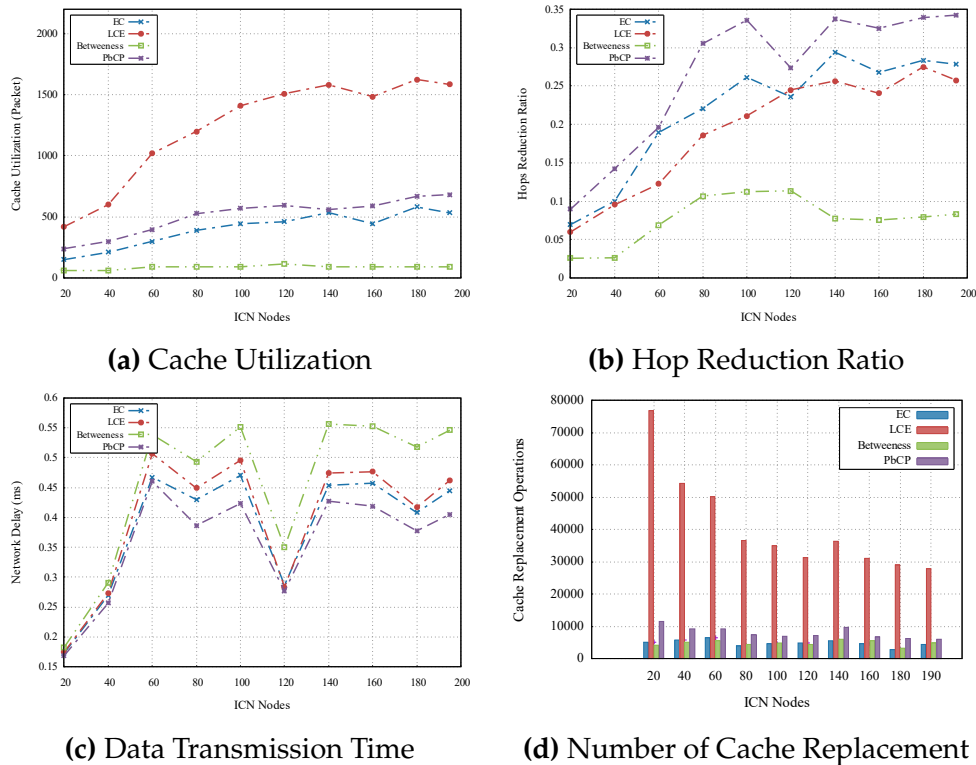 2000
1500
1000
500
0
Cache Utilization (Packet)
EC
LCE
Betweeness
PbCP
20 40 60 80 100 120 140 160 180 200
ICN Nodes
(a) Cache Utilization
0.35
0.3
0.25
0.2
0.15
0.1
0.05
0
Hops Reduction Ratio
EC
LCE
Betweeness
PbCP
20 40 60 80 100 120 140 160 180 200
ICN Nodes
(b) Hop Reduction Ratio
0.6
0.55
0.5
0.45
0.4
0.35
0.3
0.25
0.2
0.15
Network Delay (ms)
EC
LCE
Betweeness
PbCP
20 40 60 80 100 120 140 160 180 200
ICN Nodes
(c) Data Transmission Time
80000
70000
60000
50000
40000
30000
20000
10000
0
Cache Replacement Operations
EC
LCE
Betweeness
PbCP
20 40 60 80 100 120 140 160 180 190
ICN Nodes
(d) Number of Cache Replacement